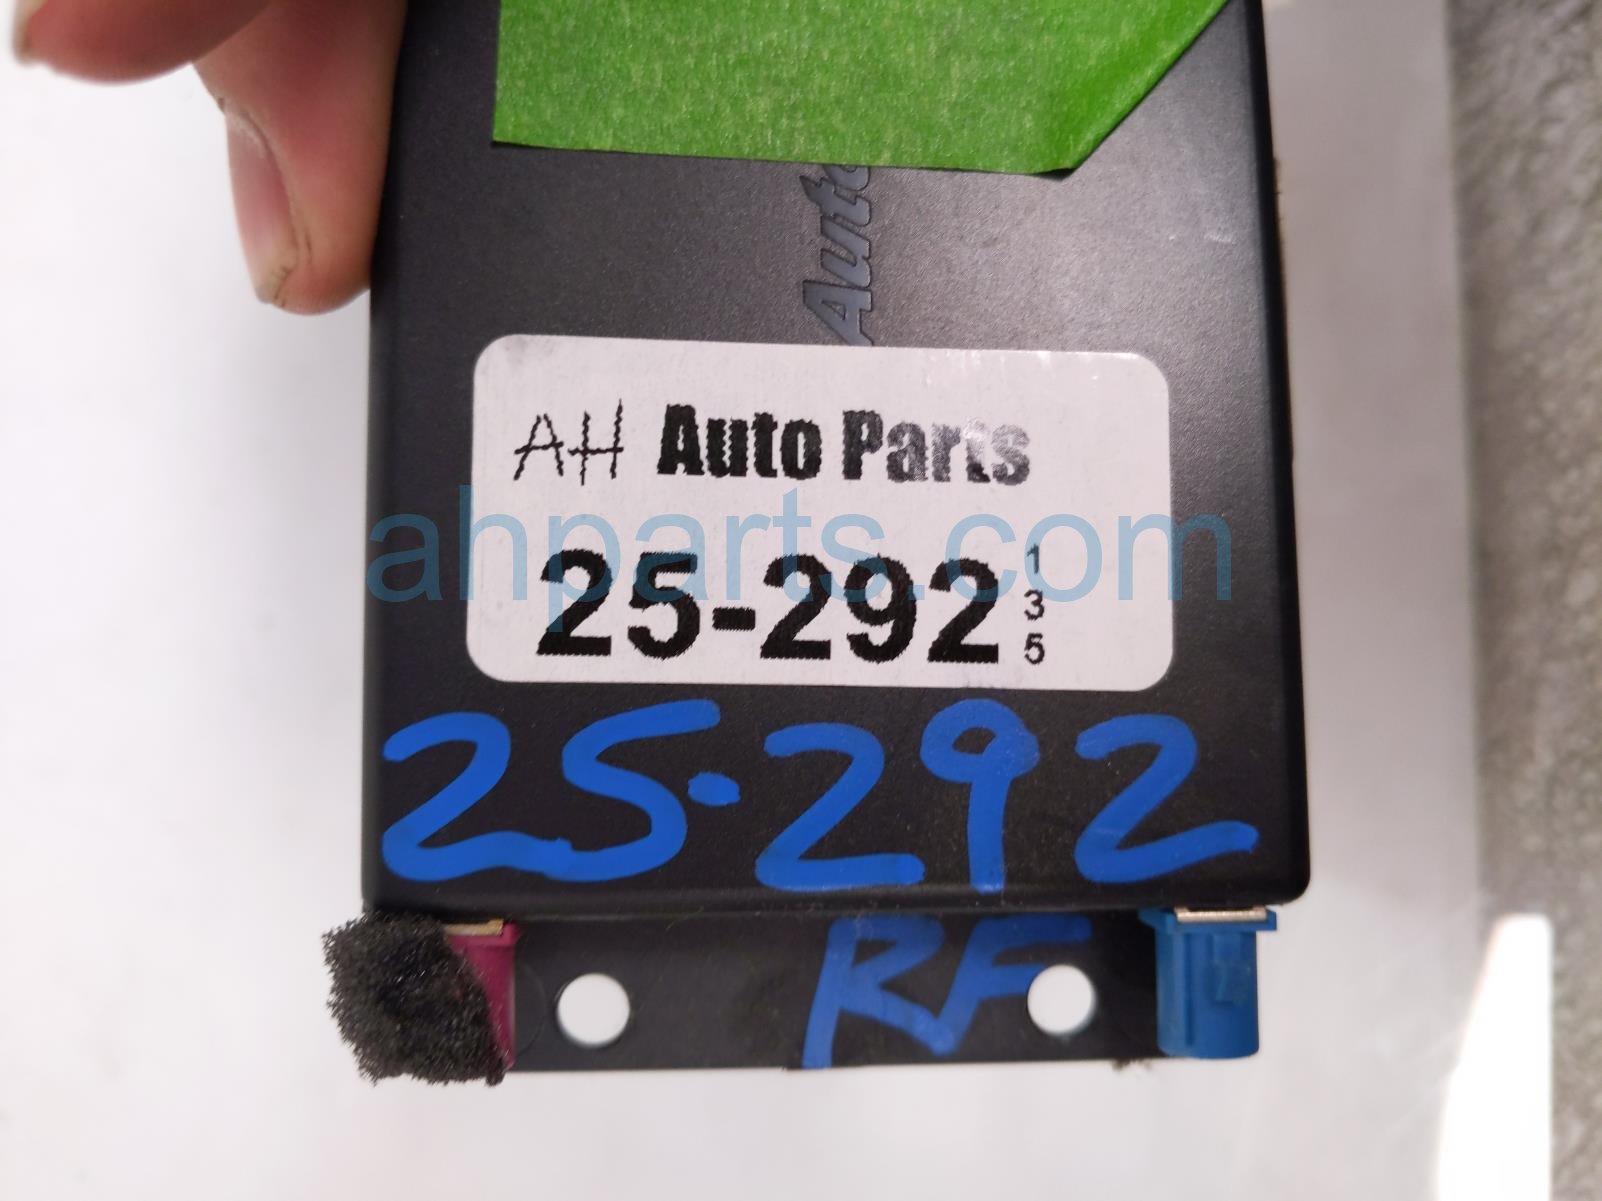 Auto
AH Auto Parts
ahparts.com
25-292 1
3
5
25-292
RF